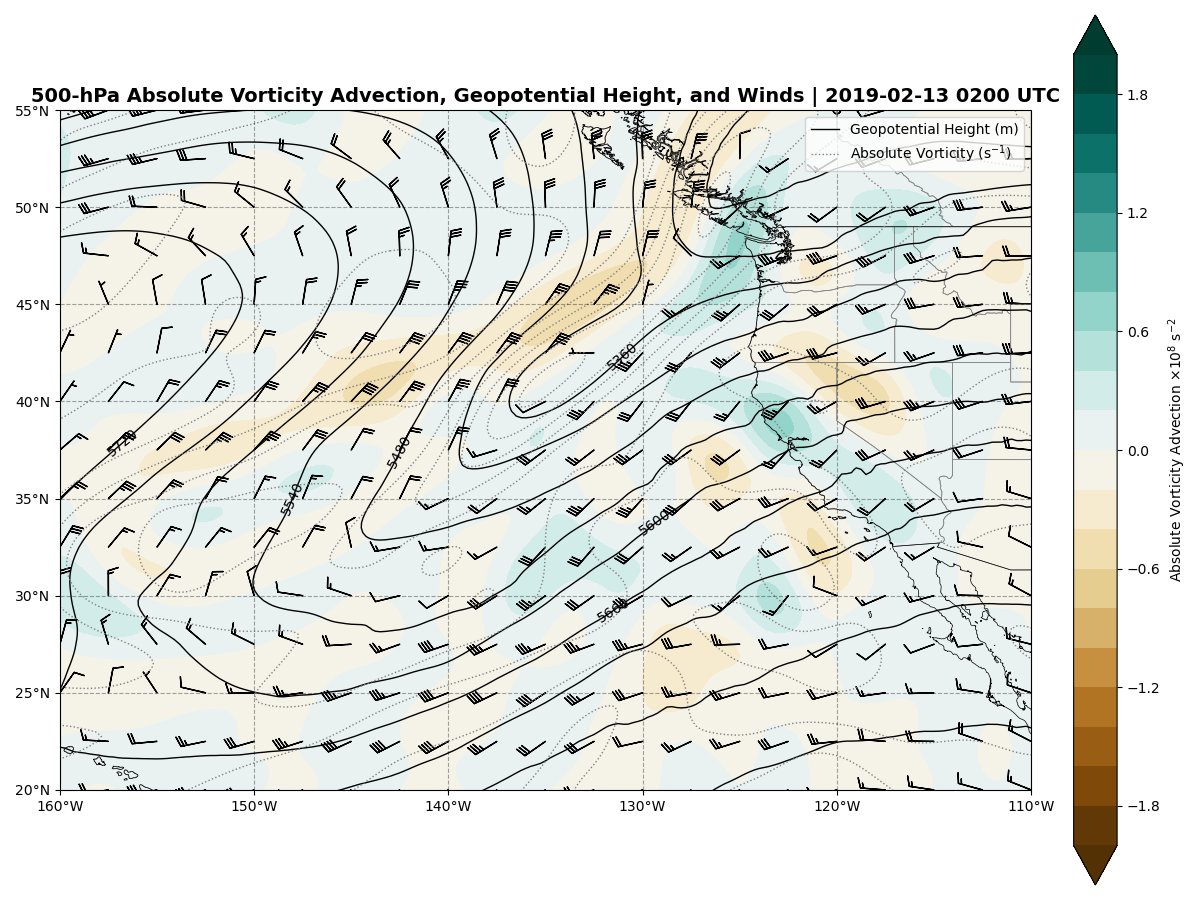 500-hPa Absolute Vorticity Advection, Geopotential Height, and Winds | 2019-02-13 0200 UTC
Geopotential Height (m)
Absolute Vorticity (s⁻¹)
55°N
50°N
45°N
40°N
35°N
30°N
25°N
20°N
160°W
150°W
140°W
130°W
120°W
110°W
5360
5720
5480
5540
5600
5660
1.8
1.2
0.6
0.0
−0.6
−1.2
−1.8
Absolute Vorticity Advection ×10⁸ s⁻²